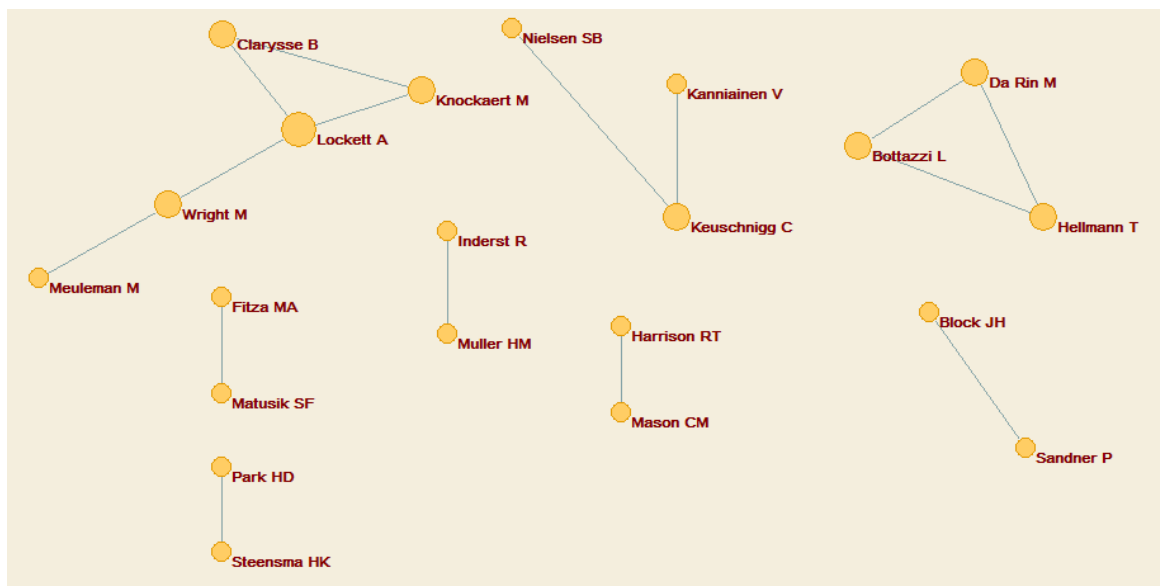 Clarysse B
Nielsen SB
Da Rin M
Kanniainen V
Knockaert M
Lockett A
Bottazzi L
Wright M
Keuschnigg C
Hellmann T
Inderst R
Meuleman M
Fitza MA
Block JH
Harrison RT
Muller HM
Matusik SF
Mason CM
Sandner P
Park HD
Steensma HK